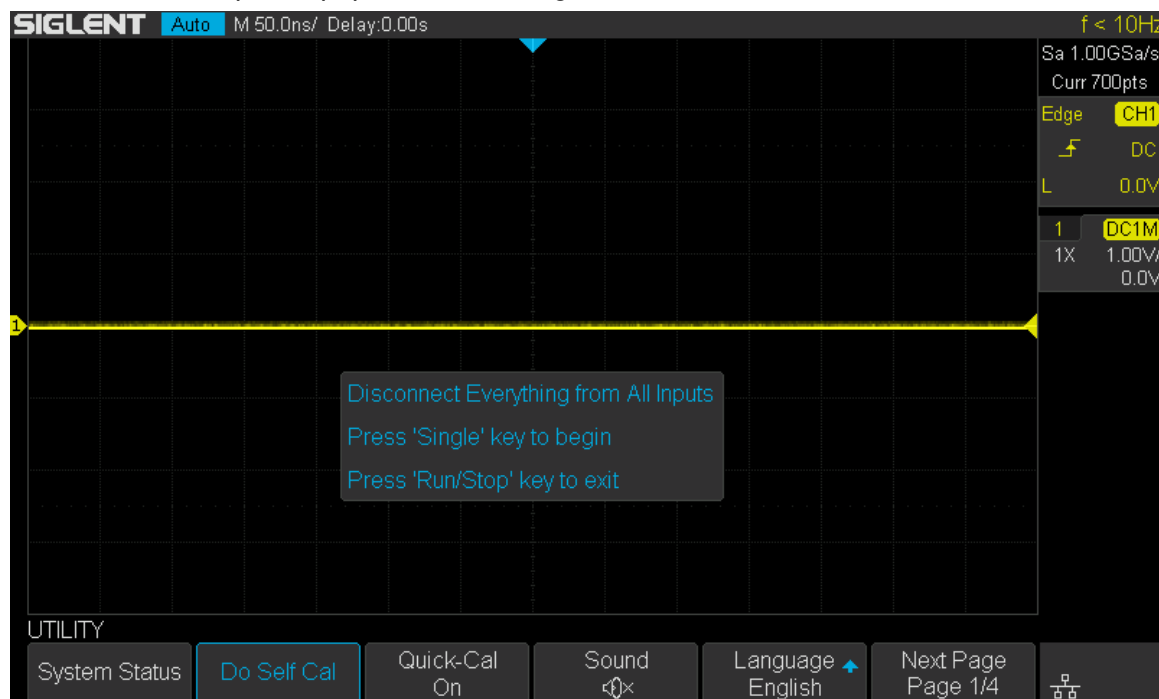 SIGLENT Auto M 50.0ns/ Delay:0.00s f < 10Hz
Sa 1.00GSa/s
Curr 700pts
Edge CH1
DC
L 0.0V
1 DC1M
1X 1.00V/
0.0V
1
Disconnect Everything from All Inputs
Press 'Single' key to begin
Press 'Run/Stop' key to exit
UTILITY
System Status
Do Self Cal
Quick-Cal
On
Sound
Language
English
Next Page
Page 1/4